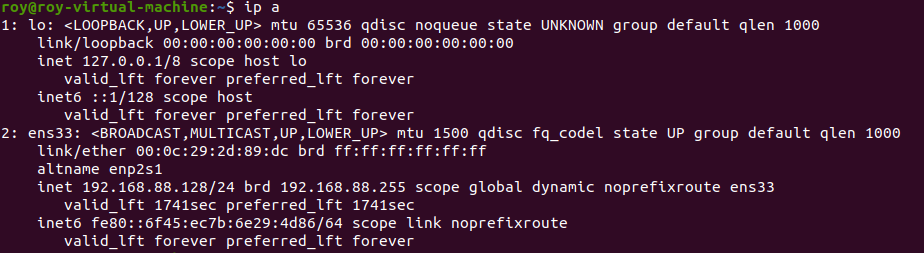 roy@roy-virtual-machine:~$ ip a
1: lo: <LOOPBACK,UP,LOWER_UP> mtu 65536 qdisc noqueue state UNKNOWN group default qlen 1000
    link/loopback 00:00:00:00:00:00 brd 00:00:00:00:00:00
    inet 127.0.0.1/8 scope host lo
       valid_lft forever preferred_lft forever
    inet6 ::1/128 scope host
       valid_lft forever preferred_lft forever
2: ens33: <BROADCAST,MULTICAST,UP,LOWER_UP> mtu 1500 qdisc fq_codel state UP group default qlen 1000
    link/ether 00:0c:29:2d:89:dc brd ff:ff:ff:ff:ff:ff
    altname enp2s1
    inet 192.168.88.128/24 brd 192.168.88.255 scope global dynamic noprefixroute ens33
       valid_lft 1741sec preferred_lft 1741sec
    inet6 fe80::6f45:ec7b:6e29:4d86/64 scope link noprefixroute
       valid_lft forever preferred_lft forever